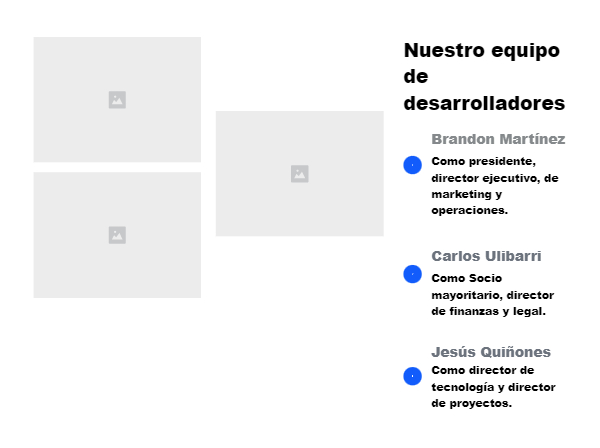 Nuestro equipo
de
desarrolladores
Brandon Martínez
Como presidente,
director ejecutivo, de
marketing y
operaciones.
Carlos Ulibarri
Como Socio
mayoritario, director
de finanzas y legal.
Jesús Quiñones
Como director de
tecnología y director
de proyectos.